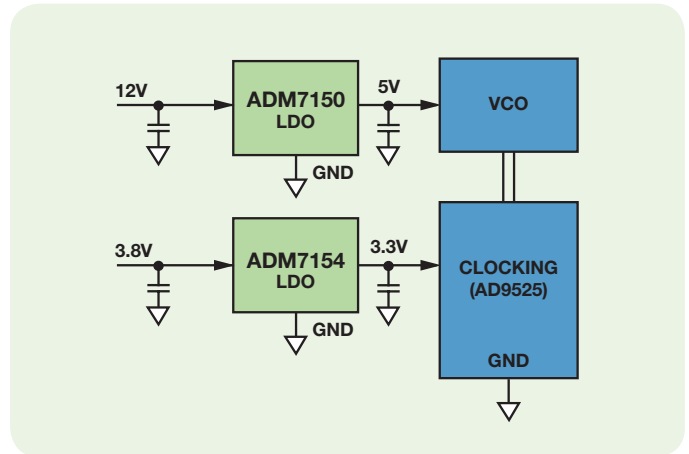 12V
ADM7150
LDO
5V
VCO
GND
3.8V
ADM7154
LDO
3.3V
CLOCKING
(AD9525)
GND
GND